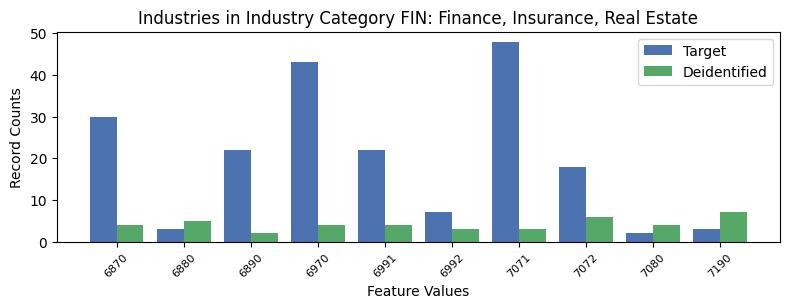 Industries in Industry Category FIN: Finance, Insurance, Real Estate
Target
Deidentified
Record Counts
50
40
30
20
10
0
6870 6880 6890 6970 6991 6992 7071 7072 7080 7190
Feature Values